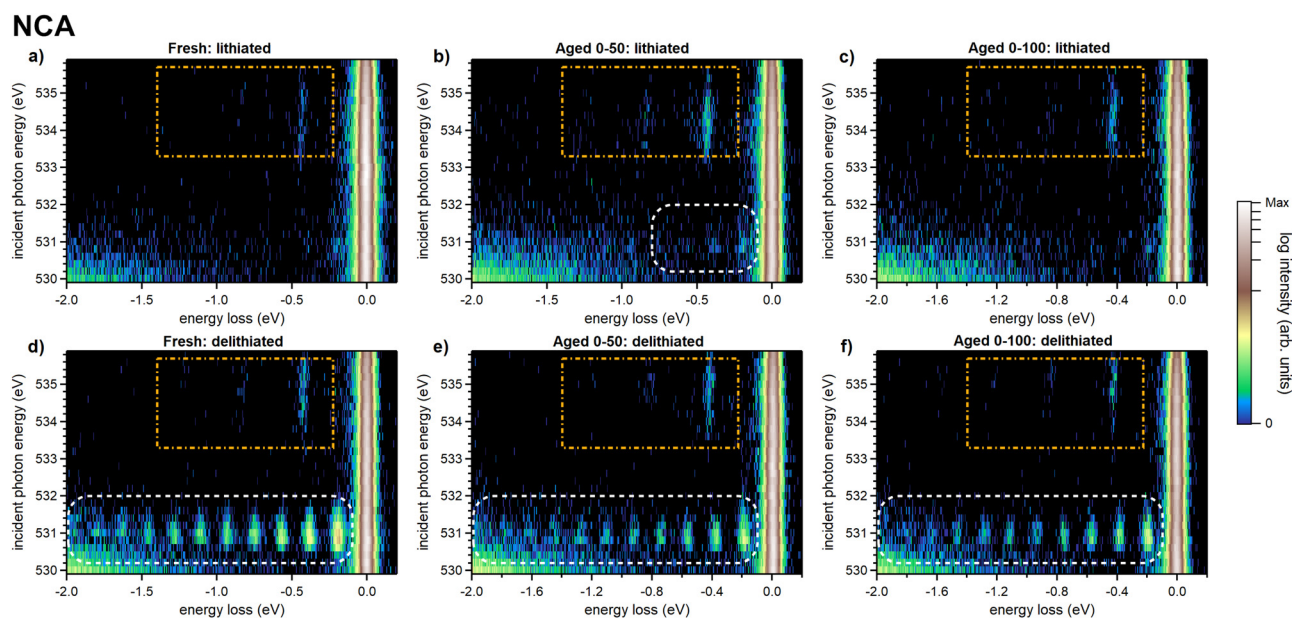 NCA
a) Fresh: lithiated
b) Aged 0-50: lithiated
c) Aged 0-100: lithiated
incident photon energy (eV)
535
534
533
532
531
530
-2.0 -1.5 -1.0 -0.5 0.0
energy loss (eV)
incident photon energy (eV)
535
534
533
532
531
530
-2.0 -1.5 -1.0 -0.5 0.0
energy loss (eV)
incident photon energy (eV)
535
534
533
532
531
530
-2.0 -1.6 -1.2 -0.8 -0.4 0.0
energy loss (eV)
Max
0
log intensity (arb. units)
d) Fresh: delithiated
e) Aged 0-50: delithiated
f) Aged 0-100: delithiated
incident photon energy (eV)
535
534
533
532
531
530
-2.0 -1.5 -1.0 -0.5 0.0
energy loss (eV)
incident photon energy (eV)
535
534
533
532
531
530
-2.0 -1.6 -1.2 -0.8 -0.4 0.0
energy loss (eV)
incident photon energy (eV)
535
534
533
532
531
530
-2.0 -1.6 -1.2 -0.8 -0.4 0.0
energy loss (eV)